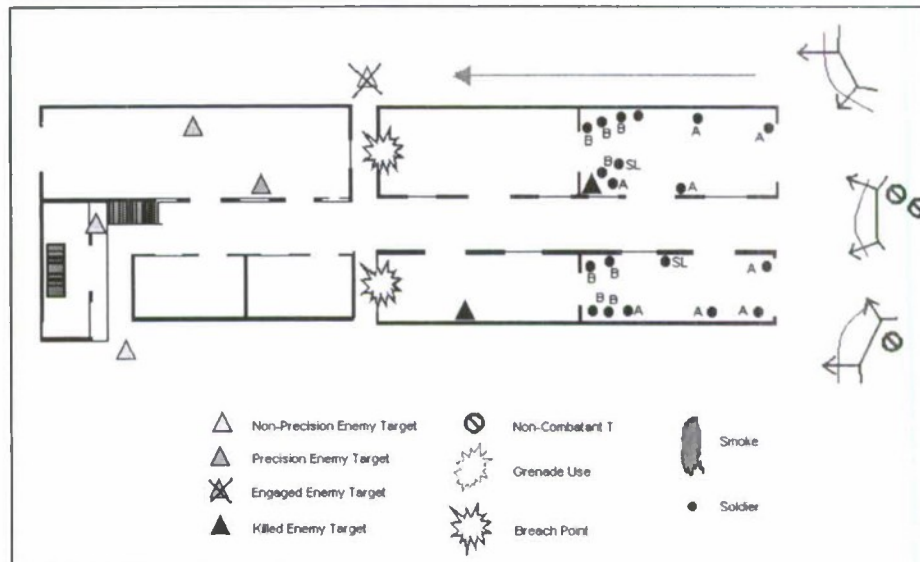 B
B
B
A
A
B
SL
A
A
B
B
SL
A
B
B
A
A
A
Non-Precision Enemy Target
Non-Combatant T
Smoke
Precision Enemy Target
Grenade Use
Engaged Enemy Target
Soldier
Killed Enemy Target
Breach Point